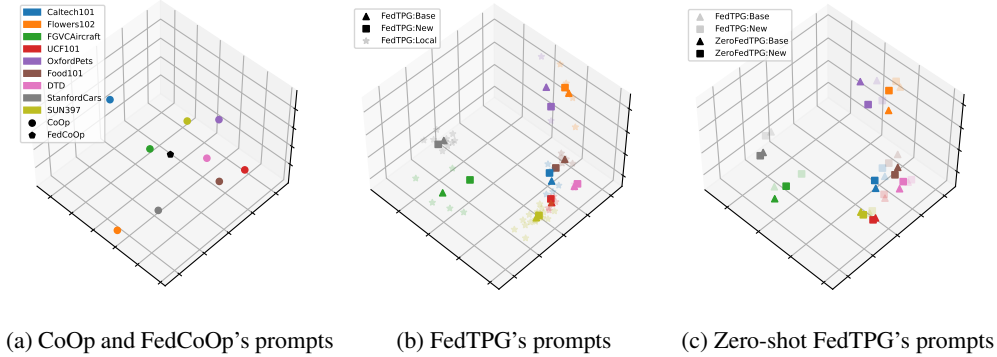 Caltech101
Flowers102
FGVCAircraft
UCF101
OxfordPets
Food101
DTD
StanfordCars
SUN397
CoOp
FedCoOp
FedTPG:Base
FedTPG:New
FedTPG:Local
FedTPG:Base
FedTPG:New
ZeroFedTPG:Base
ZeroFedTPG:New
(a) CoOp and FedCoOp's prompts
(b) FedTPG's prompts
(c) Zero-shot FedTPG's prompts